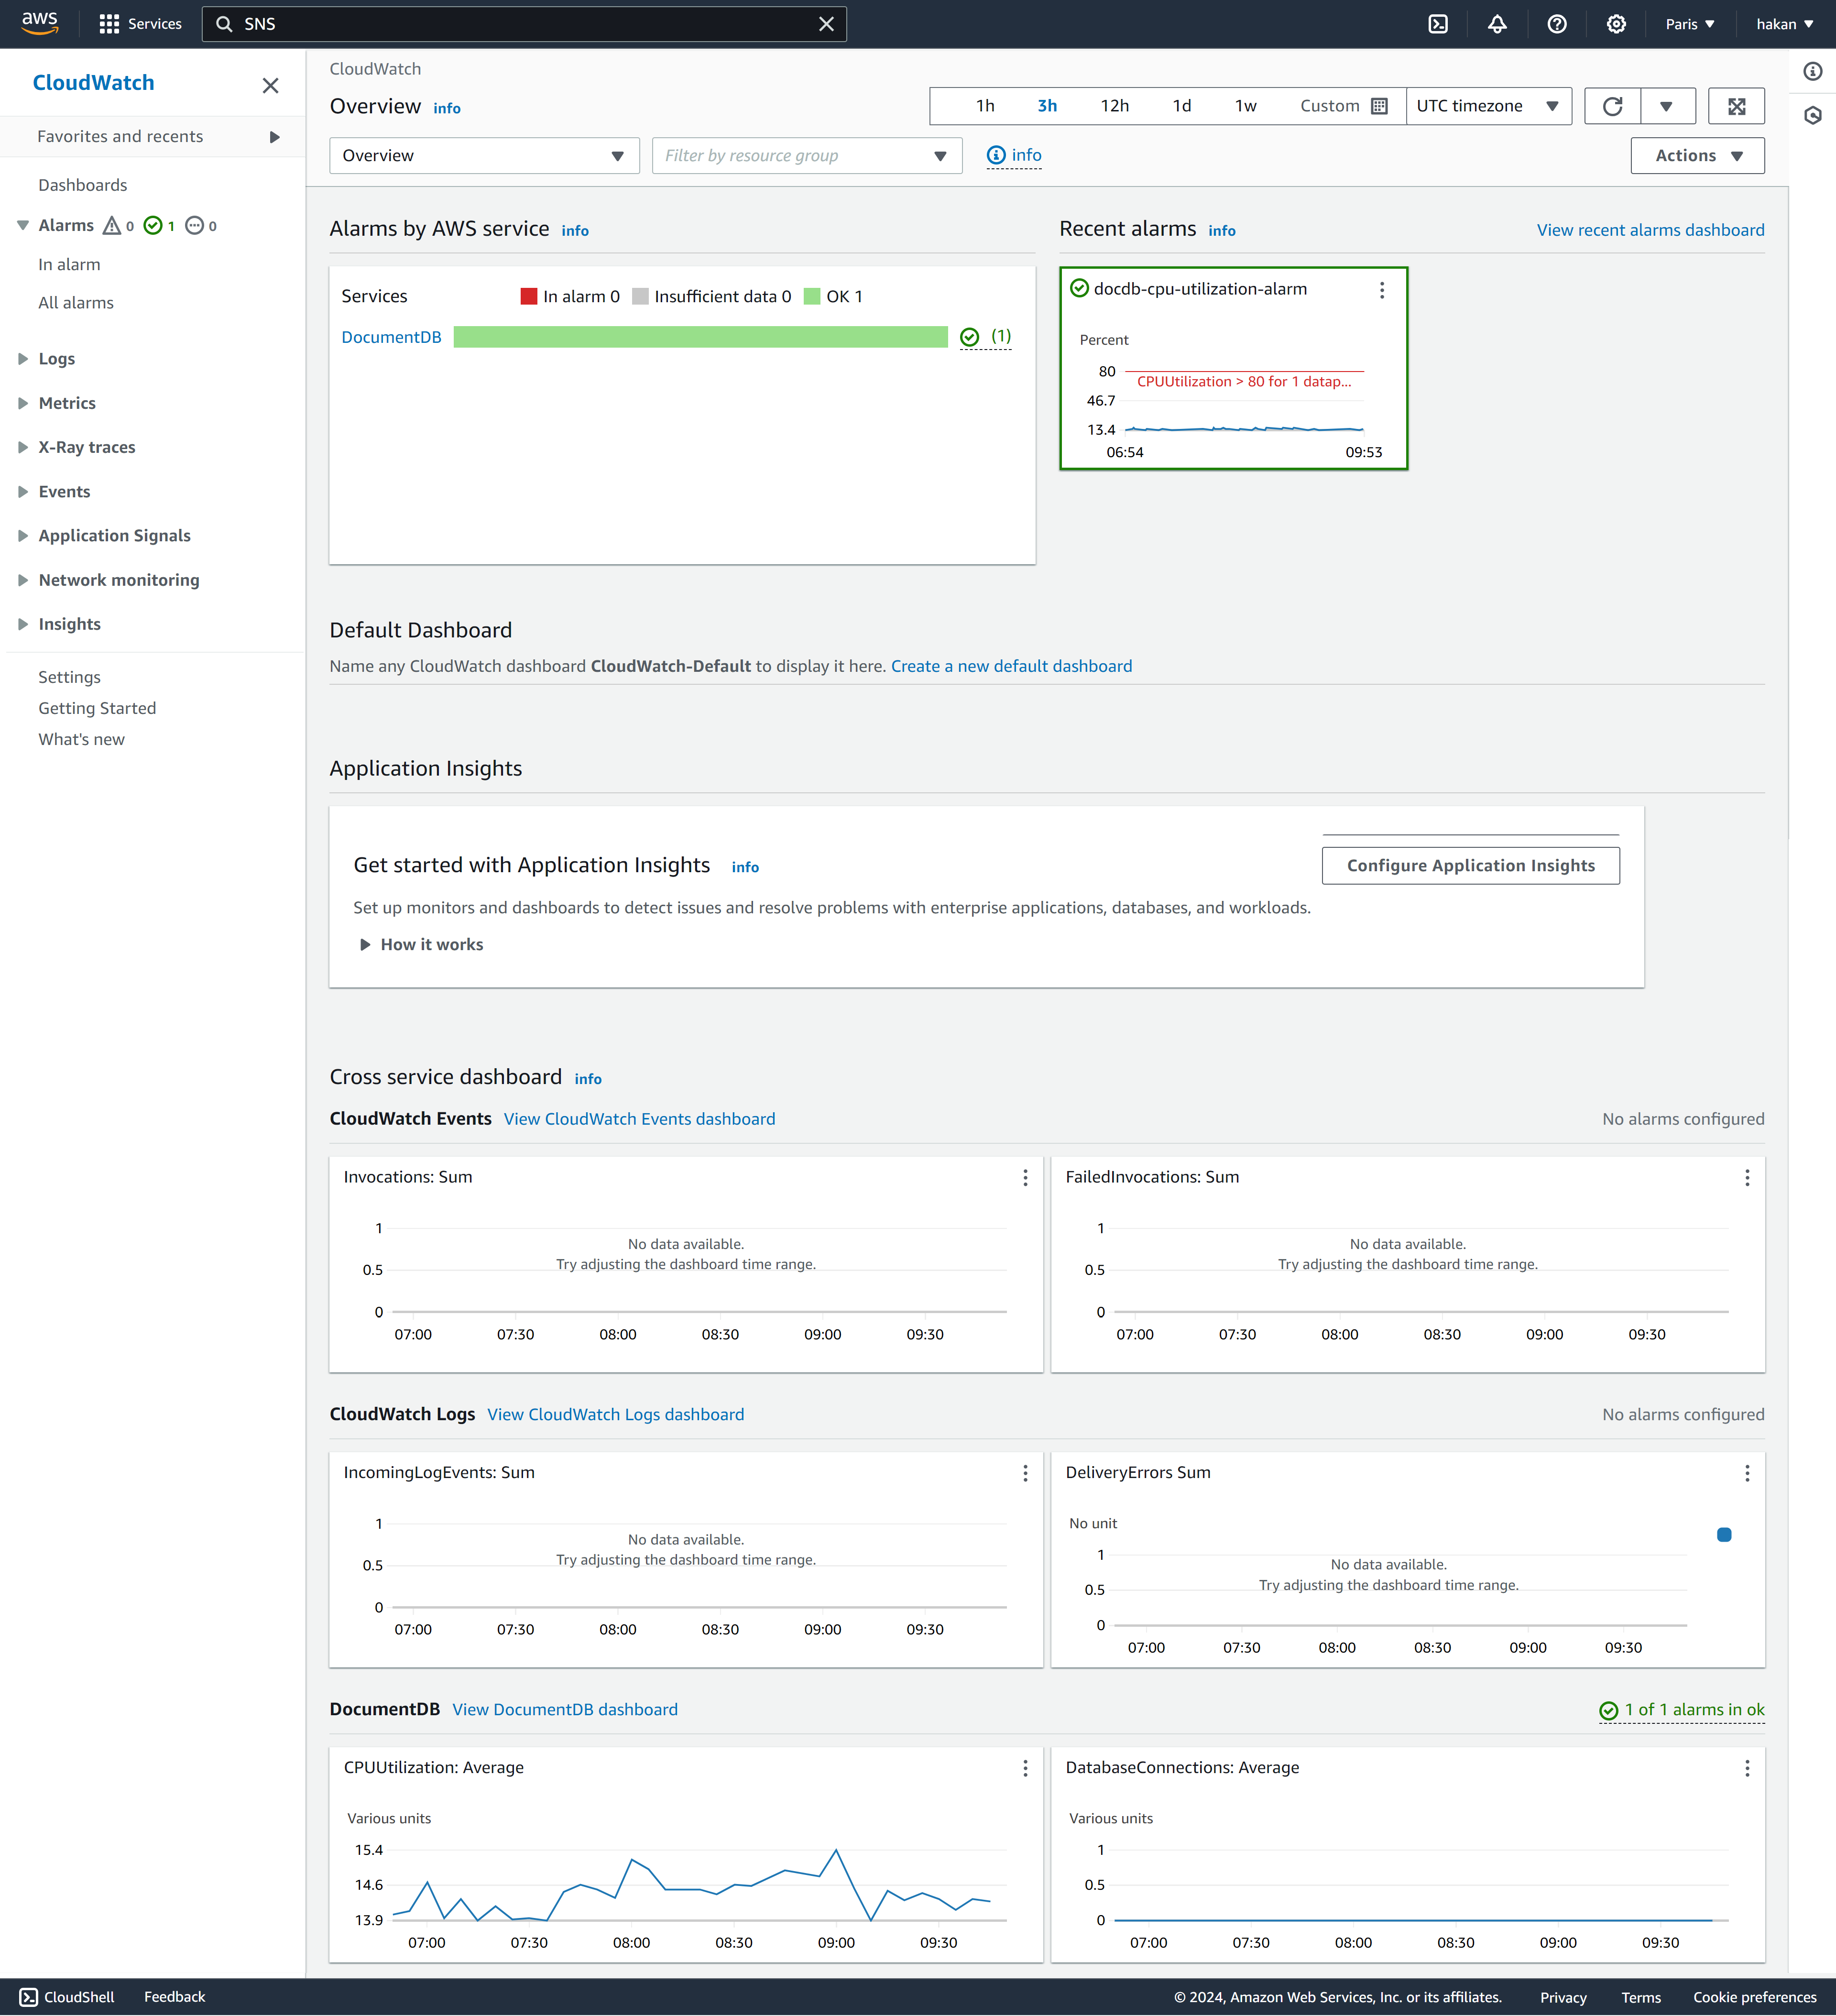 aws Services SNS Paris hakan
CloudWatch
Favorites and recents
Dashboards
Alarms 0 1 0
In alarm
All alarms
Logs
Metrics
X-Ray traces
Events
Application Signals
Network monitoring
Insights
Settings
Getting Started
What's new
CloudWatch
Overview info
1h 3h 12h 1d 1w Custom UTC timezone
Overview Filter by resource group info Actions
Alarms by AWS service info
Services In alarm 0 Insufficient data 0 OK 1
DocumentDB (1)
Recent alarms info View recent alarms dashboard
docdb-cpu-utilization-alarm
Percent
80
CPUUtilization > 80 for 1 datap...
46.7
13.4
06:54 09:53
Default Dashboard
Name any CloudWatch dashboard CloudWatch-Default to display it here. Create a new default dashboard
Application Insights
Get started with Application Insights info Configure Application Insights
Set up monitors and dashboards to detect issues and resolve problems with enterprise applications, databases, and workloads.
How it works
Cross service dashboard info
CloudWatch Events View CloudWatch Events dashboard No alarms configured
Invocations: Sum
1
No data available.
Try adjusting the dashboard time range.
0.5
0
07:00 07:30 08:00 08:30 09:00 09:30
FailedInvocations: Sum
1
No data available.
Try adjusting the dashboard time range.
0.5
0
07:00 07:30 08:00 08:30 09:00 09:30
CloudWatch Logs View CloudWatch Logs dashboard No alarms configured
IncomingLogEvents: Sum
1
No data available.
Try adjusting the dashboard time range.
0.5
0
07:00 07:30 08:00 08:30 09:00 09:30
DeliveryErrors Sum
No unit
1
No data available.
Try adjusting the dashboard time range.
0.5
0
07:00 07:30 08:00 08:30 09:00 09:30
DocumentDB View DocumentDB dashboard 1 of 1 alarms in ok
CPUUtilization: Average
Various units
15.4
14.6
13.9
07:00 07:30 08:00 08:30 09:00 09:30
DatabaseConnections: Average
Various units
1
0.5
0
07:00 07:30 08:00 08:30 09:00 09:30
CloudShell Feedback © 2024, Amazon Web Services, Inc. or its affiliates. Privacy Terms Cookie preferences